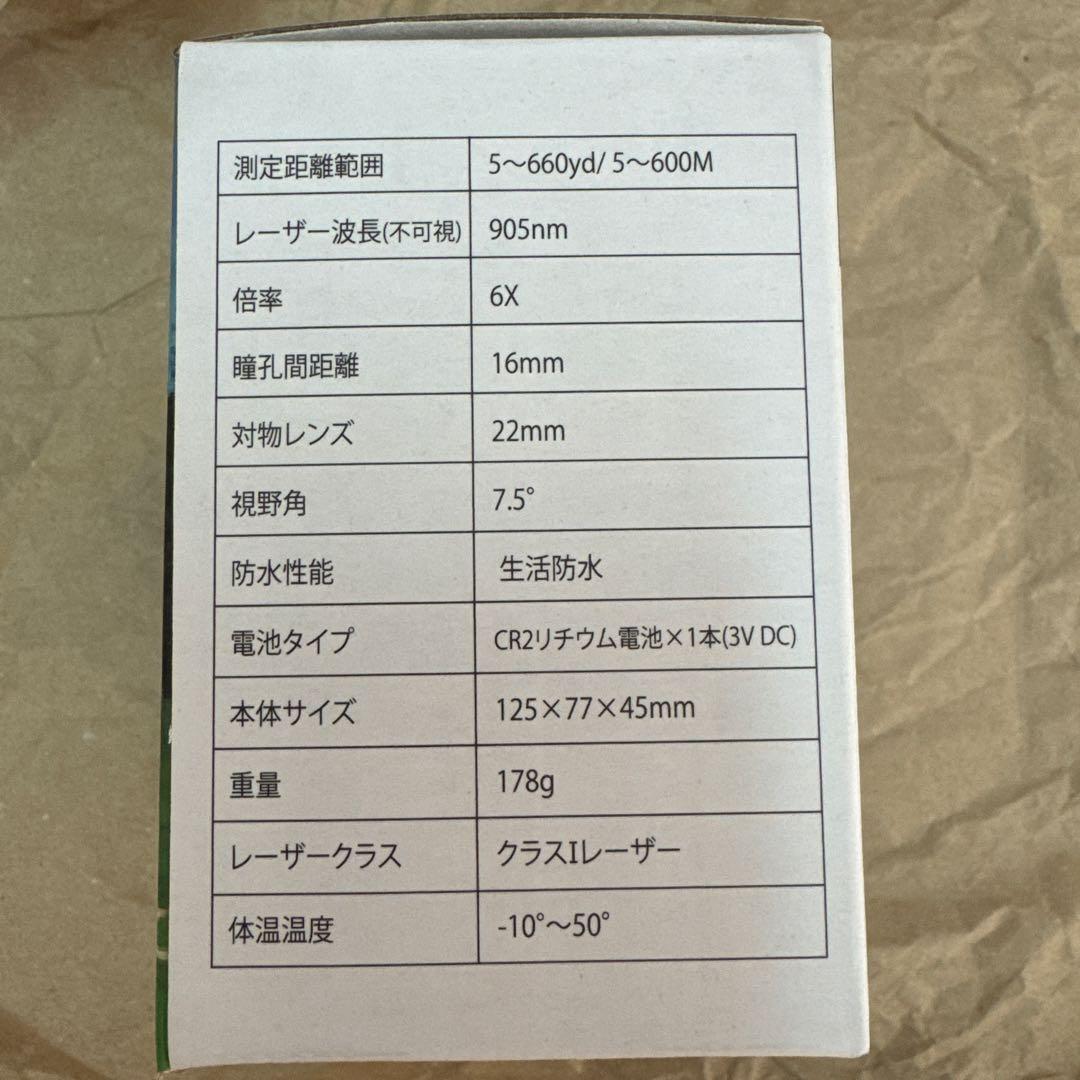 測定距離範囲 5～660yd/ 5～600M
レーザー波長(不可視) 905nm
倍率 6X
瞳孔間距離 16mm
対物レンズ 22mm
視野角 7.5°
防水性能 生活防水
電池タイプ CR2リチウム電池×1本(3V DC)
本体サイズ 125×77×45mm
重量 178g
レーザークラス クラスIレーザー
体温温度 -10°～50°